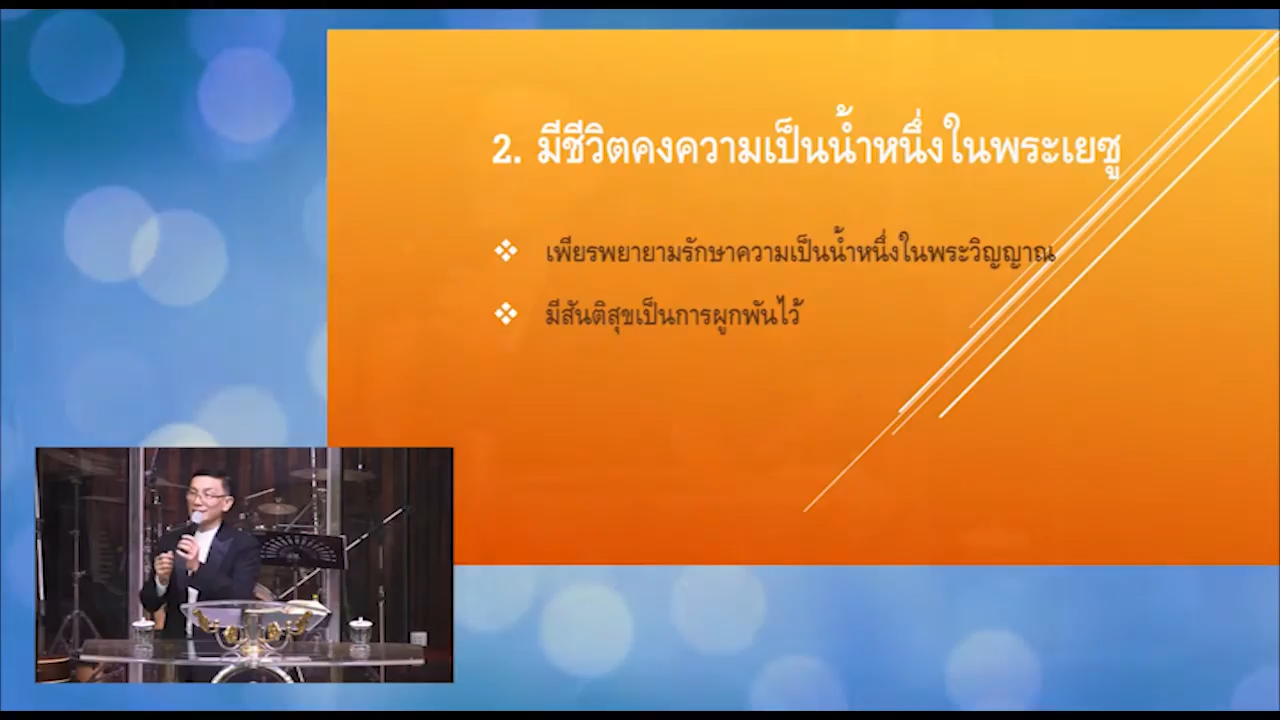 2. มีชีวิตคงความเป็นน้ำหนึ่งในพระเยซู
❖ เพียรพยายามรักษาความเป็นน้ำหนึ่งในพระวิญญาณ
❖ มีสันติสุขเป็นการผูกพันไว้